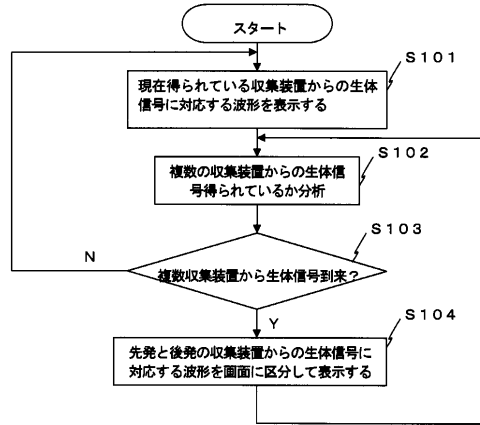 スタート
S101
現在得られている収集装置からの生体
信号に対応する波形を表示する
S102
複数の収集装置からの生体信
号得られているか分析
S103
複数収集装置から生体信号到来?
N
Y
S104
先発と後発の収集装置からの生体信号に
対応する波形を画面に区分して表示する